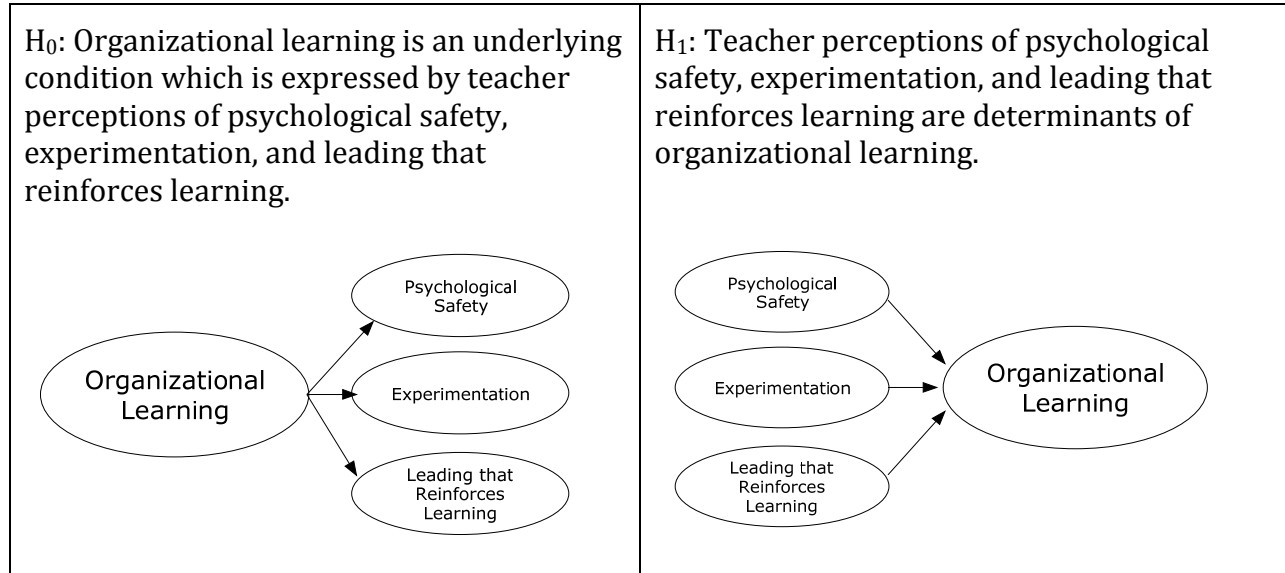 H₀: Organizational learning is an underlying
condition which is expressed by teacher
perceptions of psychological safety,
experimentation, and leading that
reinforces learning.
Psychological
Safety
Organizational
Learning
Experimentation
Leading that
Reinforces
Learning
H₁: Teacher perceptions of psychological
safety, experimentation, and leading that
reinforces learning are determinants of
organizational learning.
Psychological
Safety
Experimentation
Organizational
Learning
Leading that
Reinforces
Learning